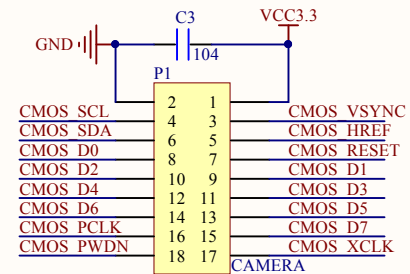 C3 VCC3.3
GND 104
P1
2 1
CMOS_SCL 4 3 CMOS_VSYNC
CMOS_SDA 6 5 CMOS_HREF
CMOS_D0 8 7 CMOS_RESET
CMOS_D2 10 9 CMOS_D1
CMOS_D4 12 11 CMOS_D3
CMOS_D6 14 13 CMOS_D5
CMOS_PCLK 16 15 CMOS_D7
CMOS_PWDN 18 17 CMOS_XCLK
CAMERA